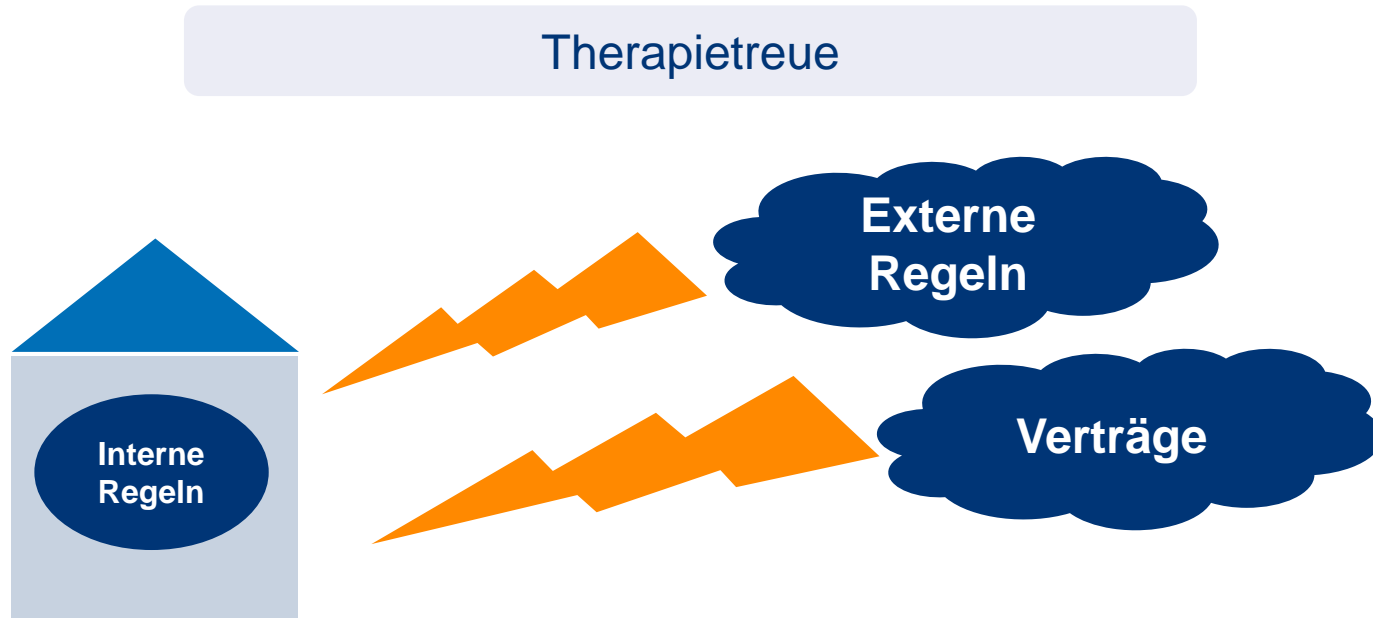 Therapietreue
Externe
Regeln
Verträge
Interne
Regeln